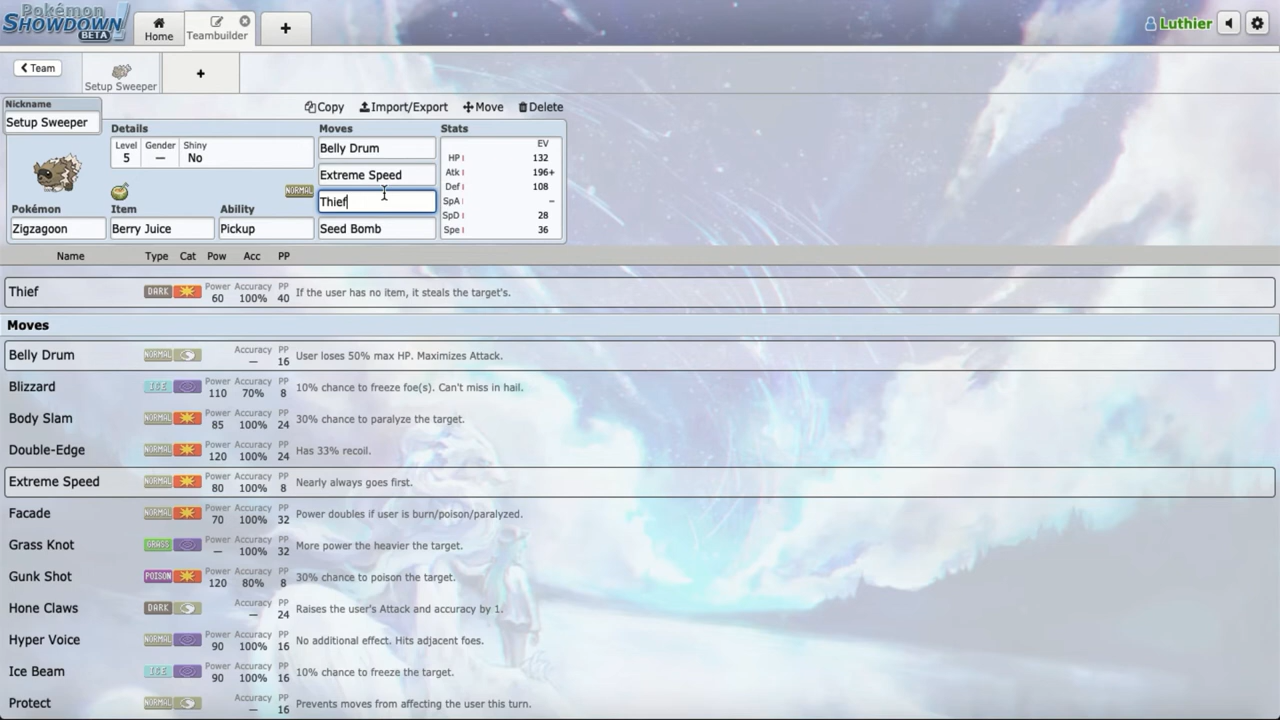 Pokémon
SHOWDOWN!
BETA
Home
Teambuilder
+
Luthier
Team
Setup Sweeper
+
Nickname
Setup Sweeper
Copy
Import/Export
Move
Delete
Details
Level Gender Shiny
5 — No
Moves
Belly Drum
Extreme Speed
Thief
Seed Bomb
Stats
EV
HP 132
Atk 196+
Def 108
SpA –
SpD 28
Spe 36
NORMAL
Pokémon Item Ability
Zigzagoon Berry Juice Pickup
Name Type Cat Pow Acc PP
Thief DARK Power 60 Accuracy 100% PP 40 If the user has no item, it steals the target's.
Moves
Belly Drum NORMAL Accuracy — PP 16 User loses 50% max HP. Maximizes Attack.
Blizzard ICE Power 110 Accuracy 70% PP 8 10% chance to freeze foe(s). Can't miss in hail.
Body Slam NORMAL Power 85 Accuracy 100% PP 24 30% chance to paralyze the target.
Double-Edge NORMAL Power 120 Accuracy 100% PP 24 Has 33% recoil.
Extreme Speed NORMAL Power 80 Accuracy 100% PP 8 Nearly always goes first.
Facade NORMAL Power 70 Accuracy 100% PP 32 Power doubles if user is burn/poison/paralyzed.
Grass Knot GRASS Power — Accuracy 100% PP 32 More power the heavier the target.
Gunk Shot POISON Power 120 Accuracy 80% PP 8 30% chance to poison the target.
Hone Claws DARK Accuracy — PP 24 Raises the user's Attack and accuracy by 1.
Hyper Voice NORMAL Power 90 Accuracy 100% PP 16 No additional effect. Hits adjacent foes.
Ice Beam ICE Power 90 Accuracy 100% PP 16 10% chance to freeze the target.
Protect NORMAL Accuracy — PP 16 Prevents moves from affecting the user this turn.